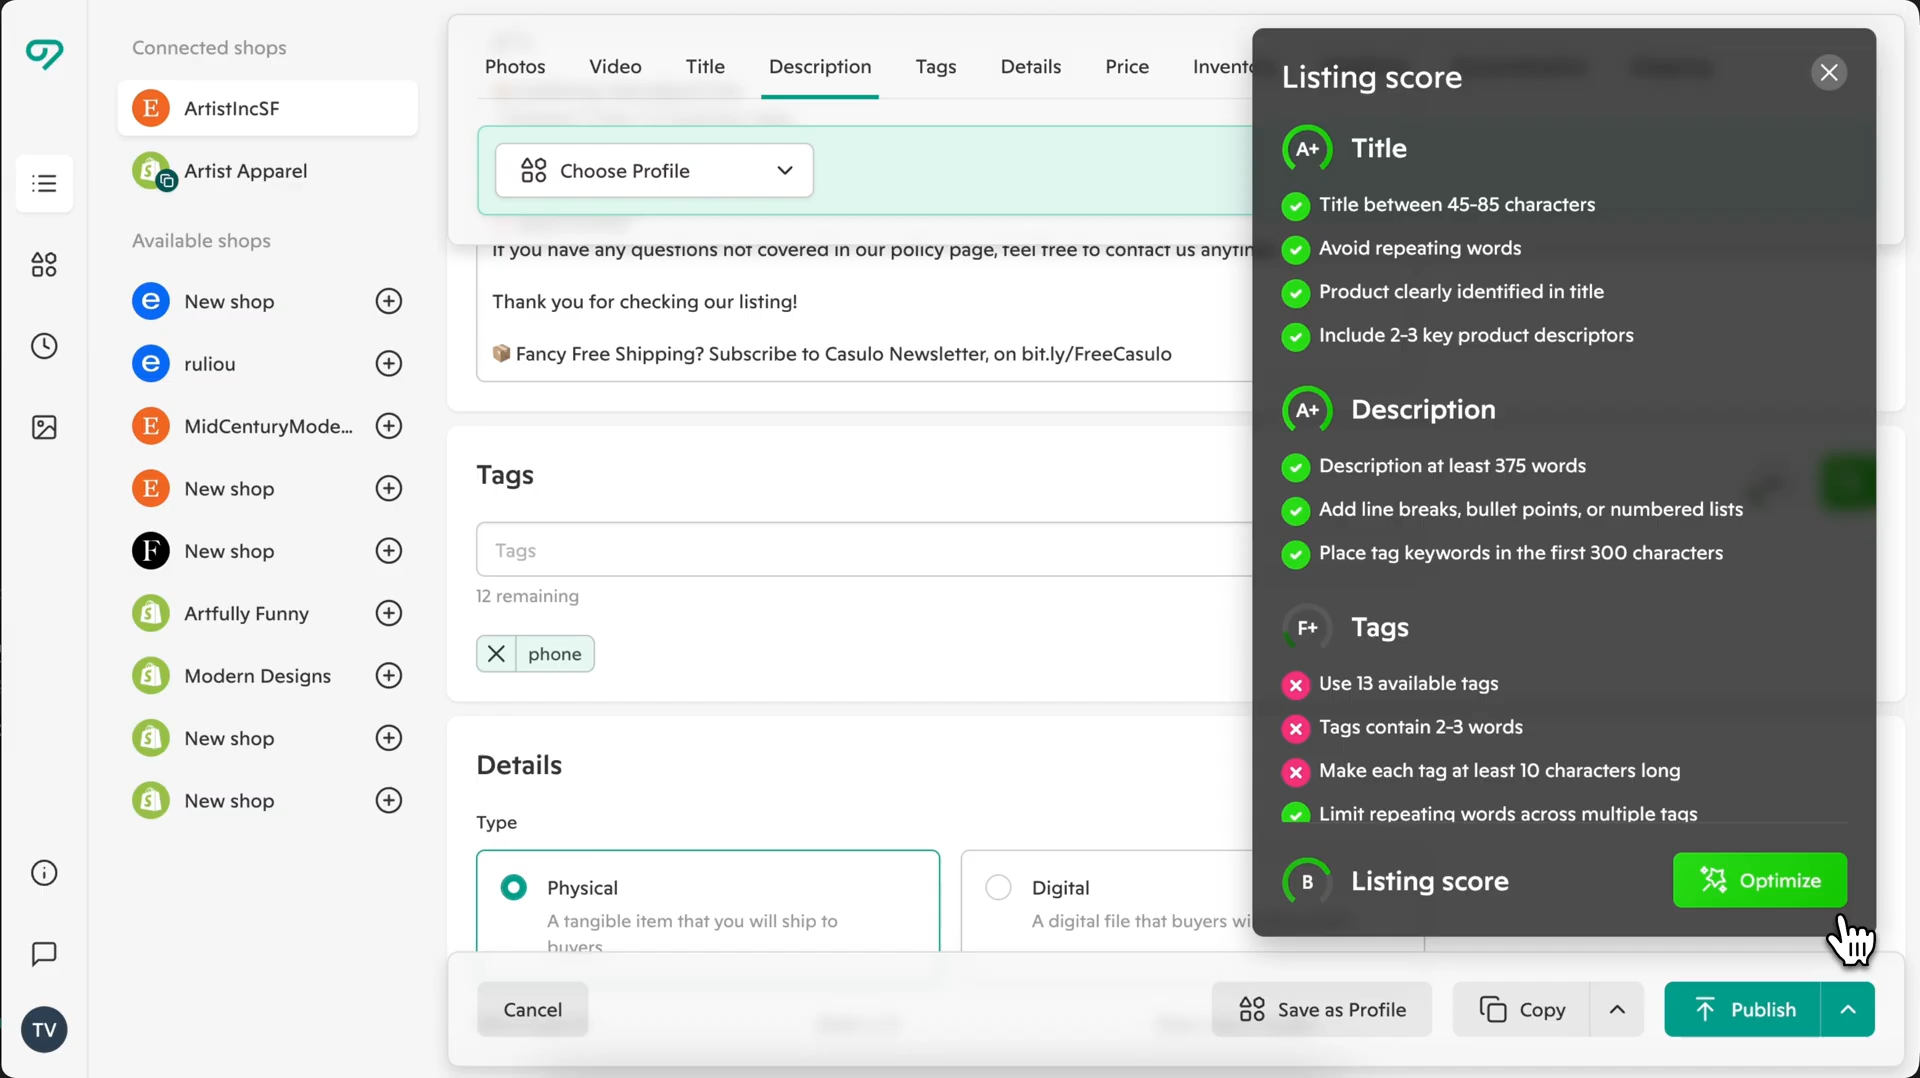 Connected shops
E ArtistIncSF
Artist Apparel
Available shops
e New shop
e ruliou
E MidCenturyMode...
E New shop
F New shop
Artfully Funny
Modern Designs
New shop
New shop
TV
Photos Video Title Description Tags Details Price
Choose Profile
If you have any questions not covered in our policy page, feel free to contact us
Thank you for checking our listing!
📦 Fancy Free Shipping? Subscribe to Casulo Newsletter, on bit.ly/FreeCasulo
Tags
Tags
12 remaining
phone
Details
Type
Physical
A tangible item that you will ship to
buyers
Digital
A digital file that buyers
Cancel
Save as Profile
Copy
Publish
Listing score
A+ Title
Title between 45-85 characters
Avoid repeating words
Product clearly identified in title
Include 2-3 key product descriptors
A+ Description
Description at least 375 words
Add line breaks, bullet points, or numbered lists
Place tag keywords in the first 300 characters
F+ Tags
Use 13 available tags
Tags contain 2-3 words
Make each tag at least 10 characters long
Limit repeating words across multiple tags
B Listing score
Optimize